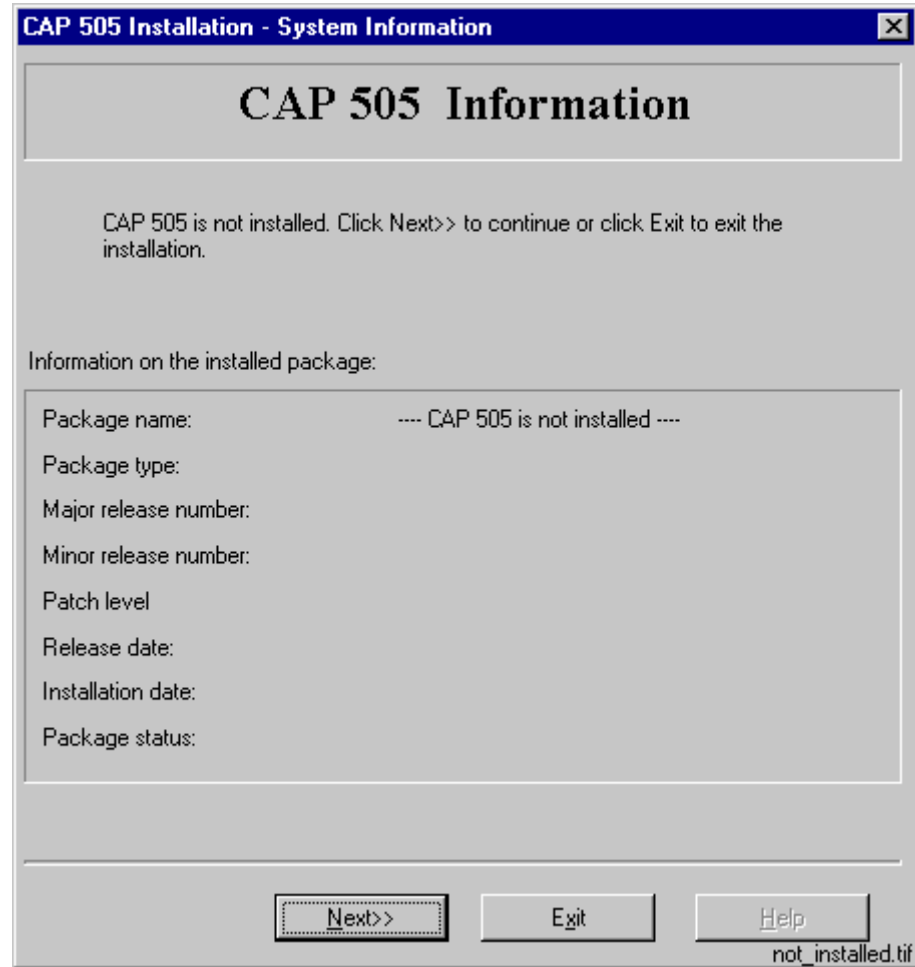 CAP 505 Installation - System Information
CAP 505 Information
CAP 505 is not installed. Click Next>> to continue or click Exit to exit the
installation.
Information on the installed package:
Package name: ---- CAP 505 is not installed ----
Package type:
Major release number:
Minor release number:
Patch level
Release date:
Installation date:
Package status:
Next>> Exit Help
not_installed.tif